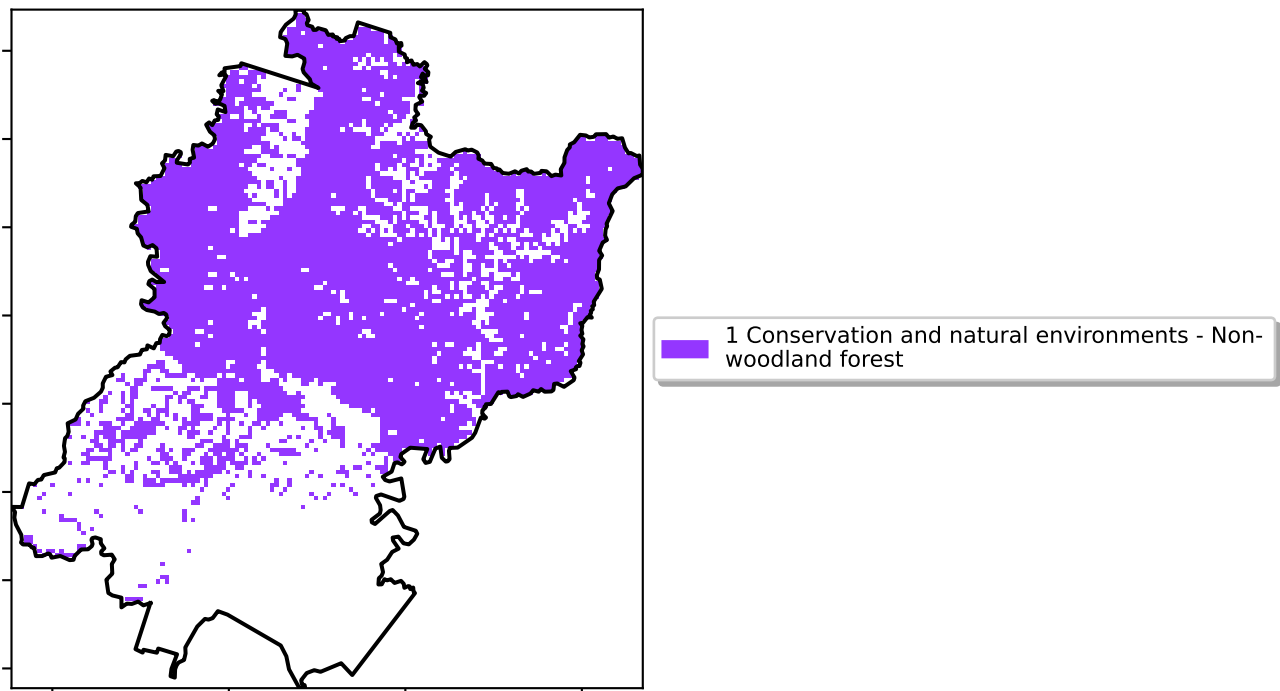 1 Conservation and natural environments - Non-
woodland forest